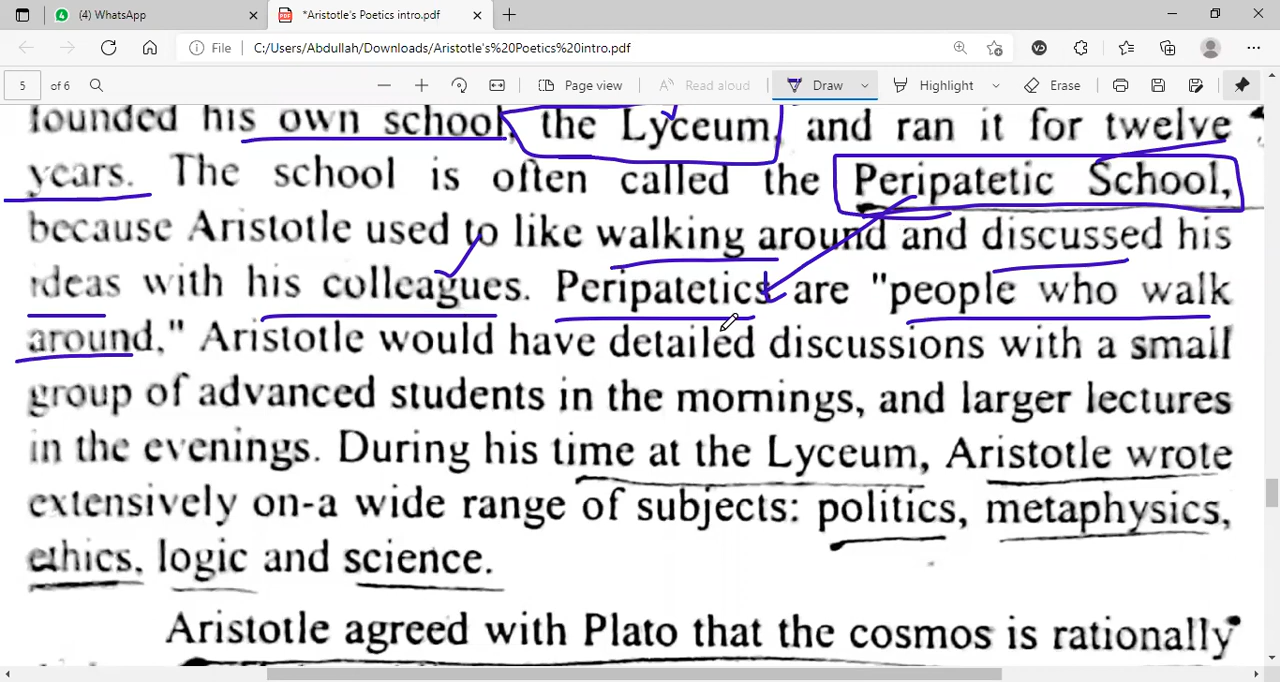 (4) WhatsApp
*Aristotle's Poetics intro.pdf
File C:/Users/Abdullah/Downloads/Aristotle's%20Poetics%20intro.pdf
5 of 6 Page view Read aloud Draw Highlight Erase
founded his own school, the Lyceum, and ran it for twelve
years. The school is often called the Peripatetic School,
because Aristotle used to like walking around and discussed his
ideas with his colleagues. Peripatetics are "people who walk
around." Aristotle would have detailed discussions with a small
group of advanced students in the mornings, and larger lectures
in the evenings. During his time at the Lyceum, Aristotle wrote
extensively on-a wide range of subjects: politics, metaphysics,
ethics, logic and science.
Aristotle agreed with Plato that the cosmos is rationally